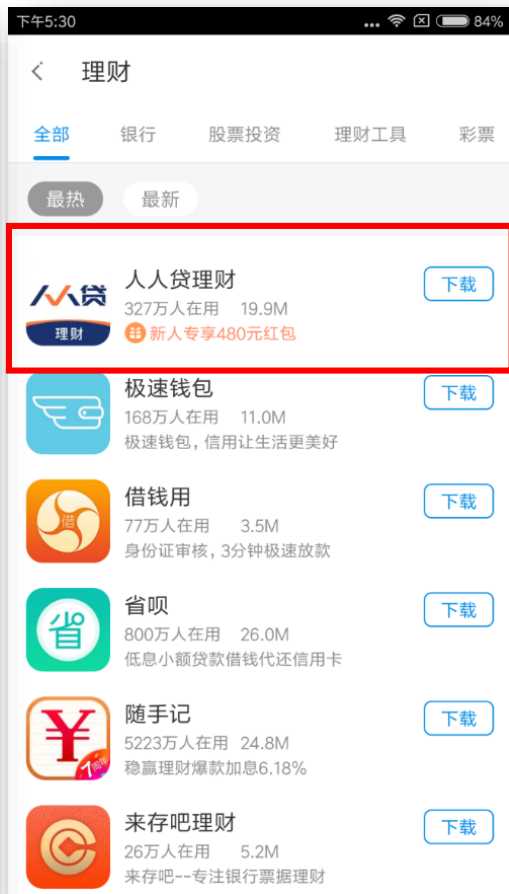 下午5:30
84%
理财
全部 银行 股票投资 理财工具 彩票
最热 最新
人人贷
理财
人人贷理财
327万人在用 19.9M
新人专享480元红包
下载
极速钱包
168万人在用 11.0M
极速钱包，信用让生活更美好
下载
借
借钱用
77万人在用 3.5M
身份证审核，3分钟极速放款
下载
省
省呗
800万人在用 26.0M
低息小额贷款借钱代还信用卡
下载
¥
7周年
随手记
5223万人在用 24.8M
稳赢理财爆款加息6.18%
下载
来存吧理财
26万人在用 5.2M
来存吧--专注银行票据理财
下载